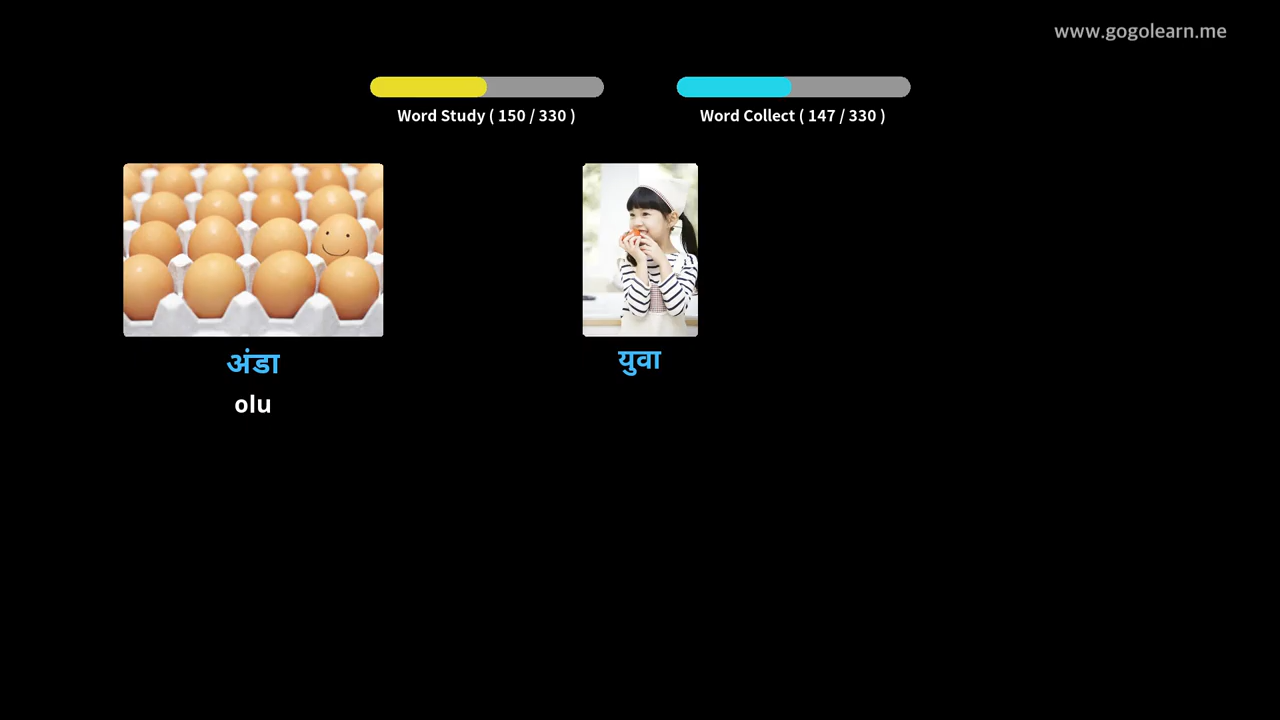 www.gogolearn.me
Word Study ( 150 / 330 )
Word Collect ( 147 / 330 )
अंडा
olu
युवा